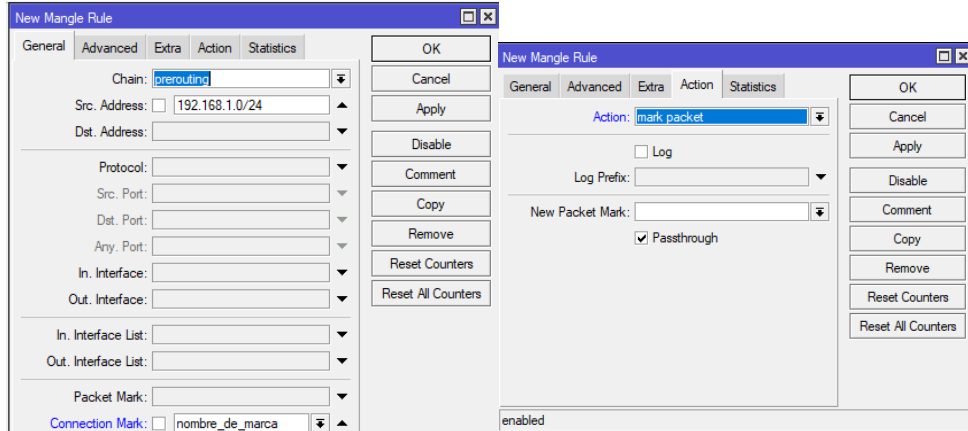 New Mangle Rule
General Advanced Extra Action Statistics
Chain: prerouting
Src. Address: 192.168.1.0/24
Dst. Address:
Protocol:
Src. Port:
Dst. Port:
Any. Port:
In. Interface:
Out. Interface:
In. Interface List:
Out. Interface List:
Packet Mark:
Connection Mark: nombre_de_marca
OK
Cancel
Apply
Disable
Comment
Copy
Remove
Reset Counters
Reset All Counters
New Mangle Rule
General Advanced Extra Action Statistics
Action: mark packet
Log
Log Prefix:
New Packet Mark:
Passthrough
OK
Cancel
Apply
Disable
Comment
Copy
Remove
Reset Counters
Reset All Counters
enabled